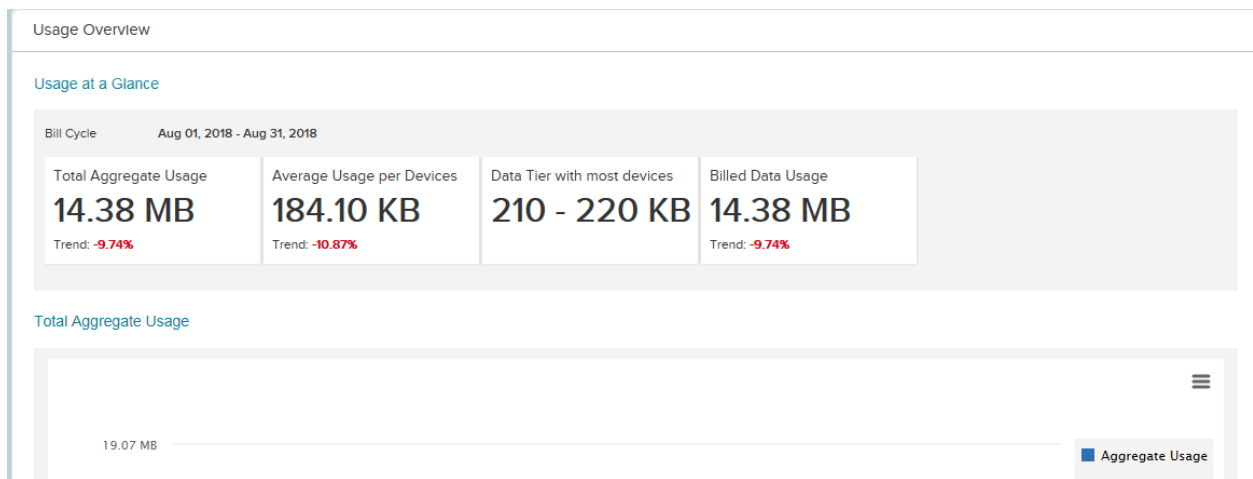 Usage Overview
Usage at a Glance
Bill Cycle Aug 01, 2018 - Aug 31, 2018
Total Aggregate Usage
14.38 MB
Trend: -9.74%
Average Usage per Devices
184.10 KB
Trend: -10.87%
Data Tier with most devices
210 - 220 KB
Billed Data Usage
14.38 MB
Trend: -9.74%
Total Aggregate Usage
19.07 MB
Aggregate Usage